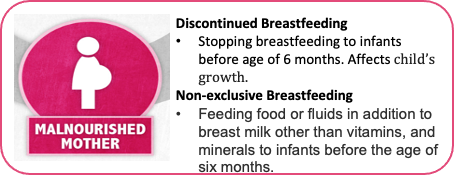 Discontinued Breastfeeding
• Stopping breastfeeding to infants
before age of 6 months. Affects child's
growth.
Non-exclusive Breastfeeding
• Feeding food or fluids in addition to
breast milk other than vitamins, and
minerals to infants before the age of
six months.
MALNOURISHED
MOTHER